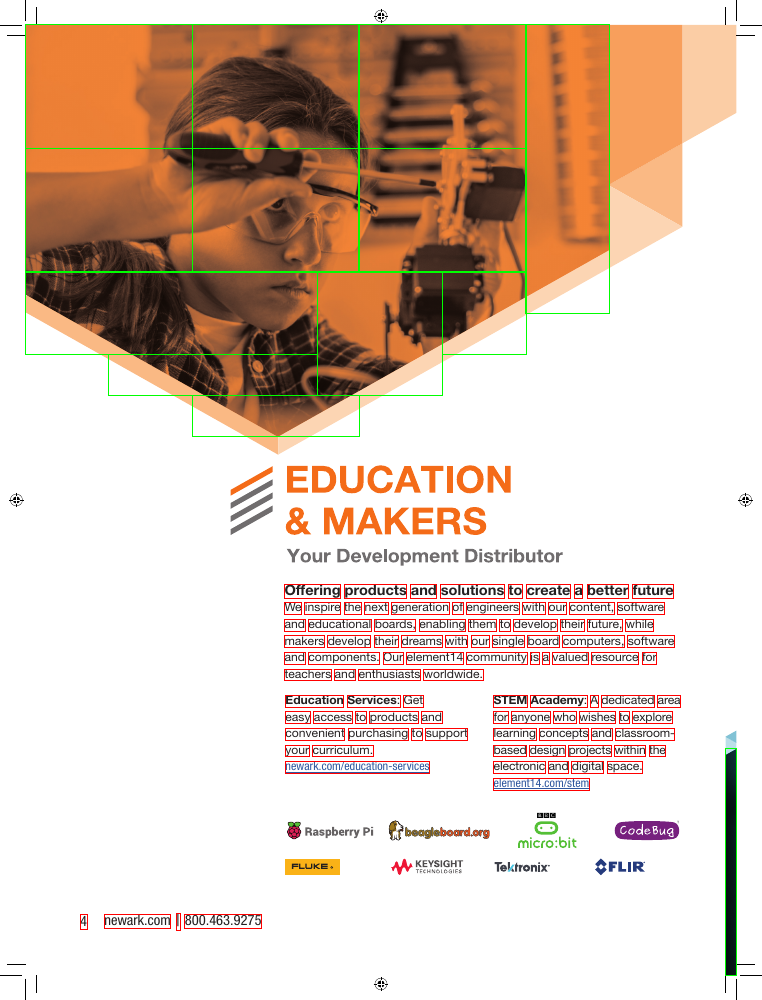 EDUCATION
& MAKERS
Your Development Distributor
Offering products and solutions to create a better future
We inspire the next generation of engineers with our content, software
and educational boards, enabling them to develop their future, while
makers develop their dreams with our single board computers, software
and components. Our element14 community is a valued resource for
teachers and enthusiasts worldwide.
Education Services: Get
easy access to products and
convenient purchasing to support
your curriculum.
newark.com/education-services
STEM Academy: A dedicated area
for anyone who wishes to explore
learning concepts and classroom-
based design projects within the
electronic and digital space.
element14.com/stem
Raspberry Pi
beagleboard.org
BBC
micro:bit
CodeBug
FLUKE
KEYSIGHT
TECHNOLOGIES
Tektronix
FLIR
4 newark.com | 800.463.9275